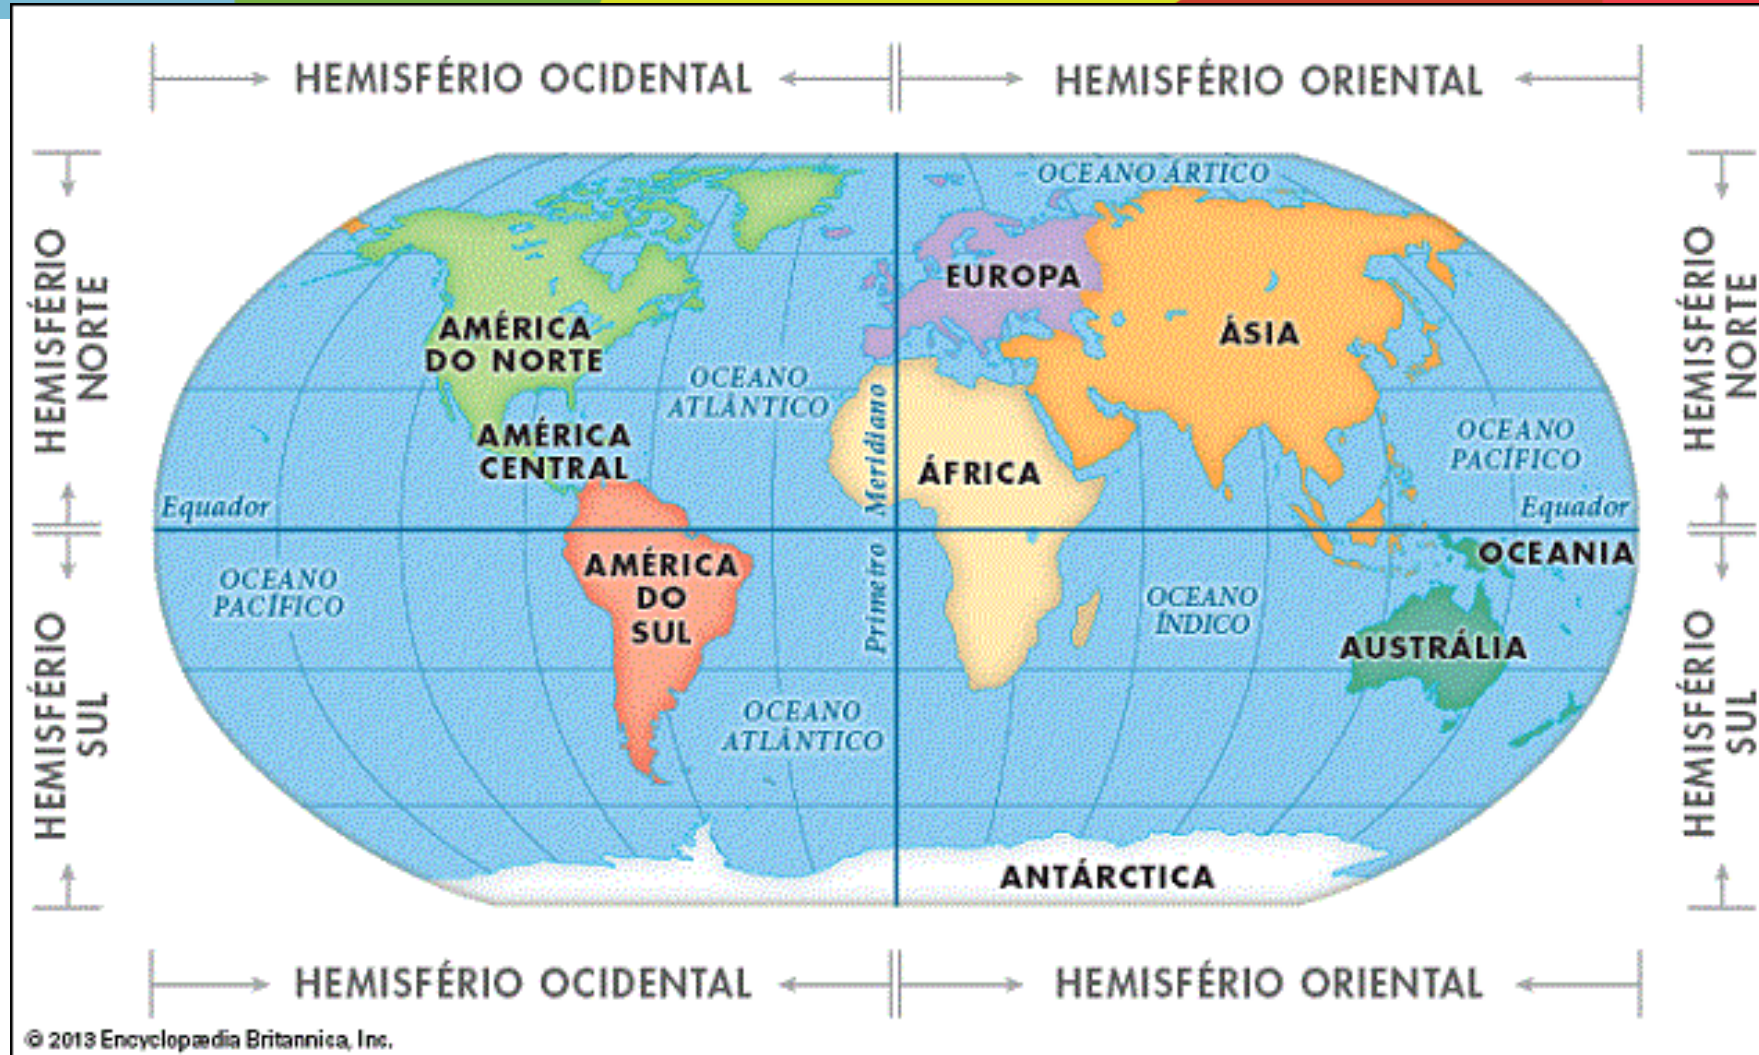 HEMISFÉRIO OCIDENTAL
HEMISFÉRIO ORIENTAL
HEMISFÉRIO
NORTE
HEMISFÉRIO
SUL
OCEANO ÁRTICO
EUROPA
ÁSIA
AMÉRICA
DO NORTE
OCEANO
ATLÂNTICO
AMÉRICA
CENTRAL
ÁFRICA
OCEANO
PACÍFICO
Equador
Equador
Primeiro Meridiano
OCEANO
PACÍFICO
AMÉRICA
DO
SUL
OCEANO
ÍNDICO
OCEANIA
AUSTRÁLIA
OCEANO
ATLÂNTICO
ANTÁRCTICA
HEMISFÉRIO
NORTE
HEMISFÉRIO
SUL
HEMISFÉRIO OCIDENTAL
HEMISFÉRIO ORIENTAL
© 2013 Encyclopædia Britannica, Inc.